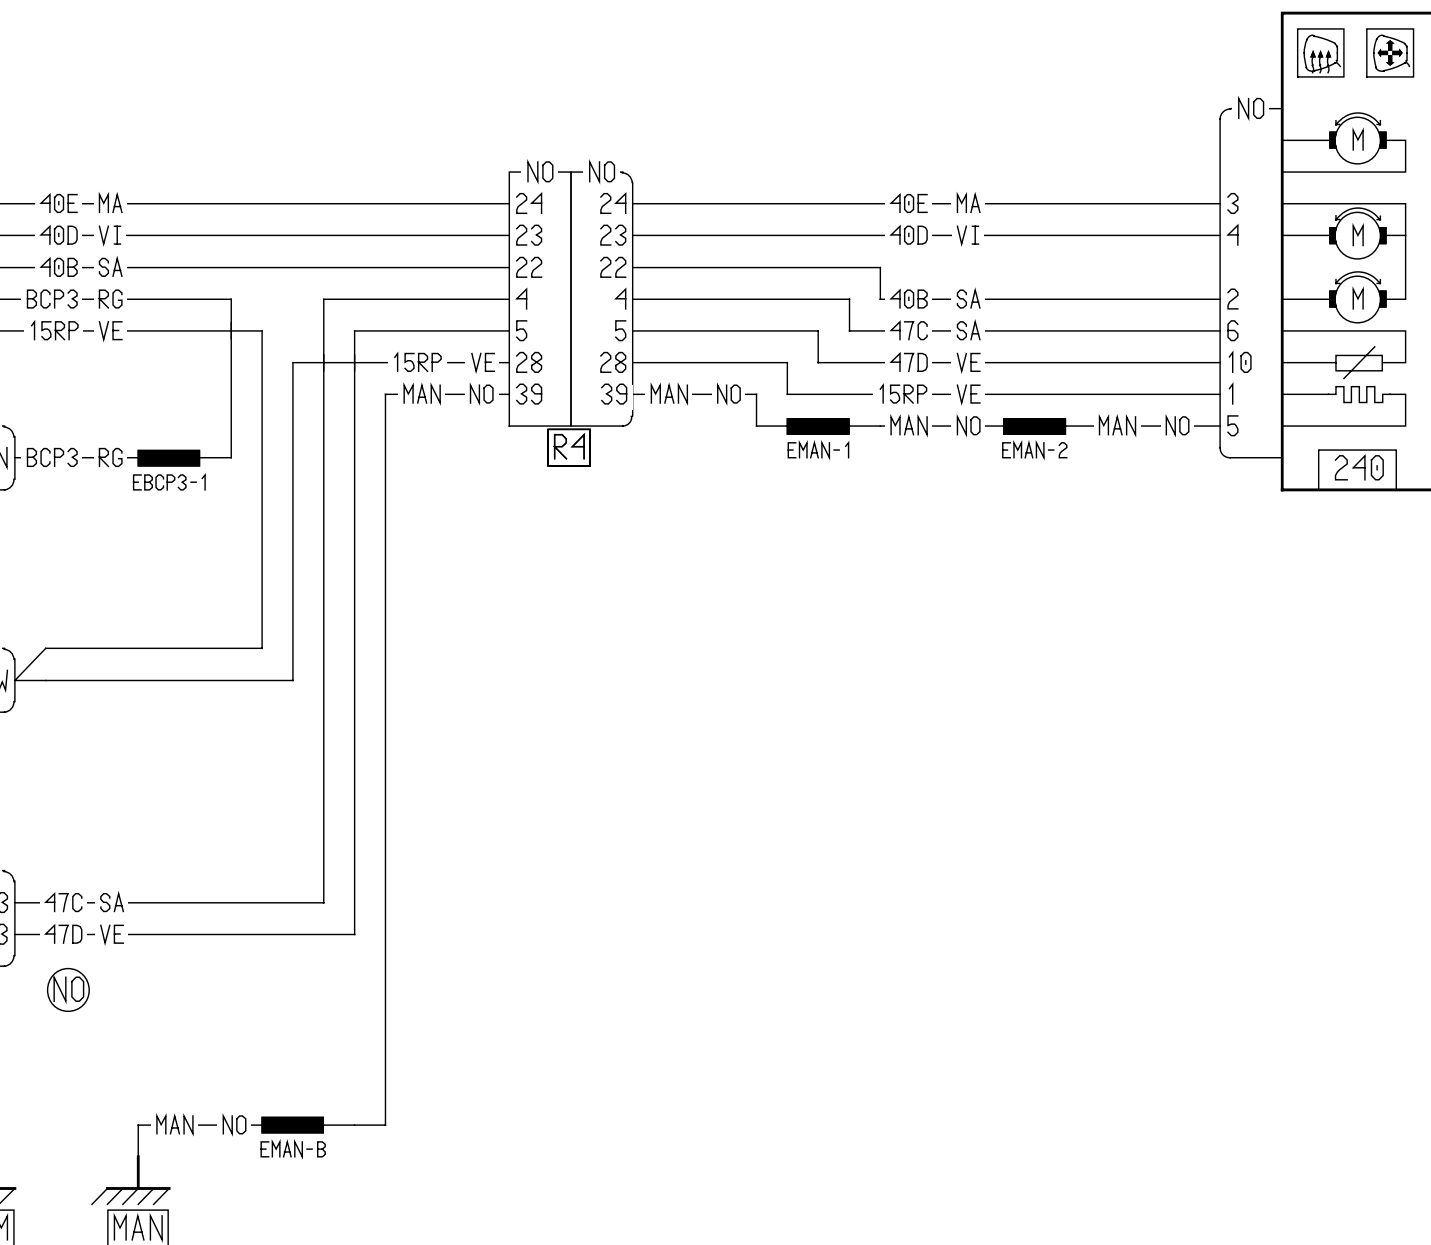 NO
NO NO
40E-MA 24 24 40E-MA 3
40D-VI 23 23 40D-VI 4
40B-SA 22 22
BCP3-RG 4 4 40B-SA 2
15RP-VE 5 5 47C-SA 6
15RP-VE 28 28 47D-VE 10
MAN-NO 39 39 MAN-NO 15RP-VE 1
MAN-NO MAN-NO 5
R4 EMAN-1 EMAN-2
M
M
M
240
N BCP3-RG
EBCP3-1
W
3 47C-SA
3 47D-VE
NO
MAN-NO
EMAN-B
M MAN